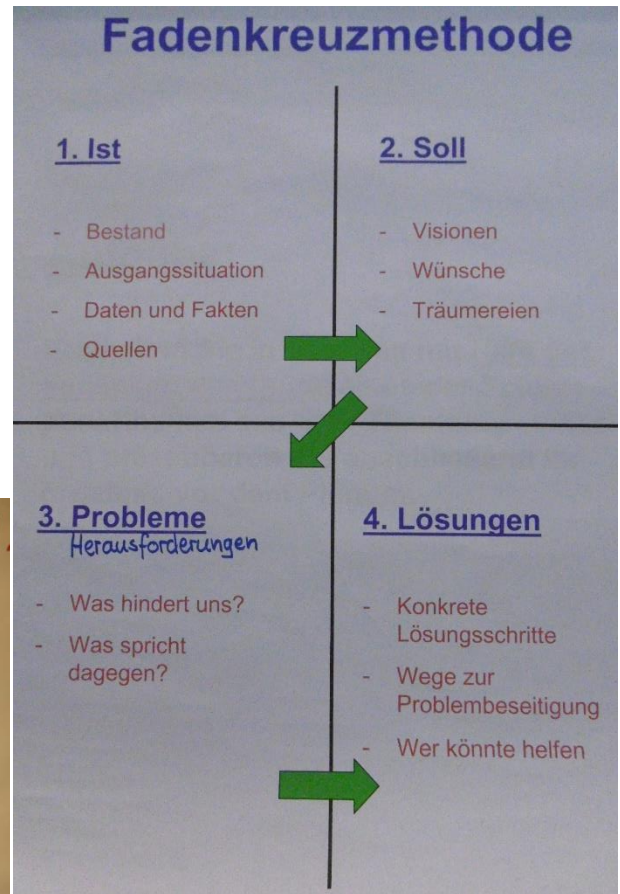 Fadenkreuzmethode
1. Ist
- Bestand
- Ausgangssituation
- Daten und Fakten
- Quellen
2. Soll
- Visionen
- Wünsche
- Träumereien
3. Probleme
Herausforderungen
- Was hindert uns?
- Was spricht
dagegen?
4. Lösungen
- Konkrete
Lösungsschritte
- Wege zur
Problembeseitigung
- Wer könnte helfen